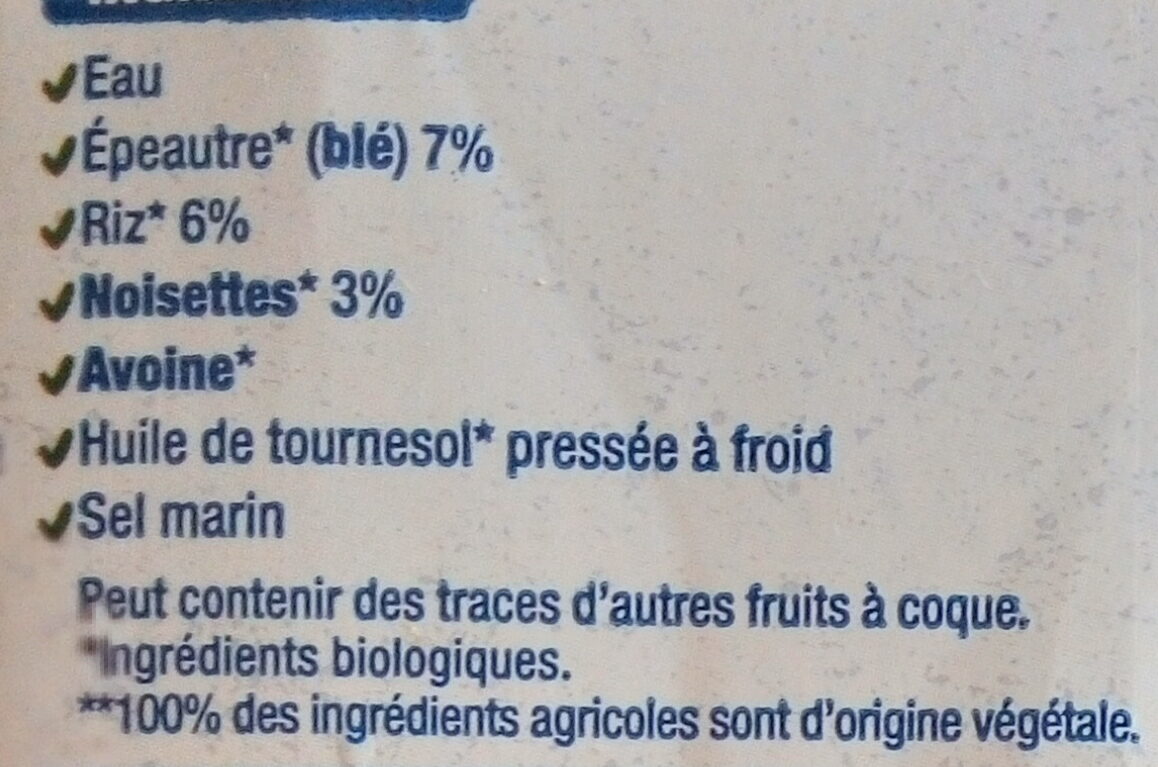 Eau
Épeautre* (blé) 7%
Riz* 6%
Noisettes* 3%
Avoine*
Huile de tournesol* pressée à froid
Sel marin
Peut contenir des traces d'autres fruits à coque.
*Ingrédients biologiques.
**100% des ingrédients agricoles sont d'origine végétale.